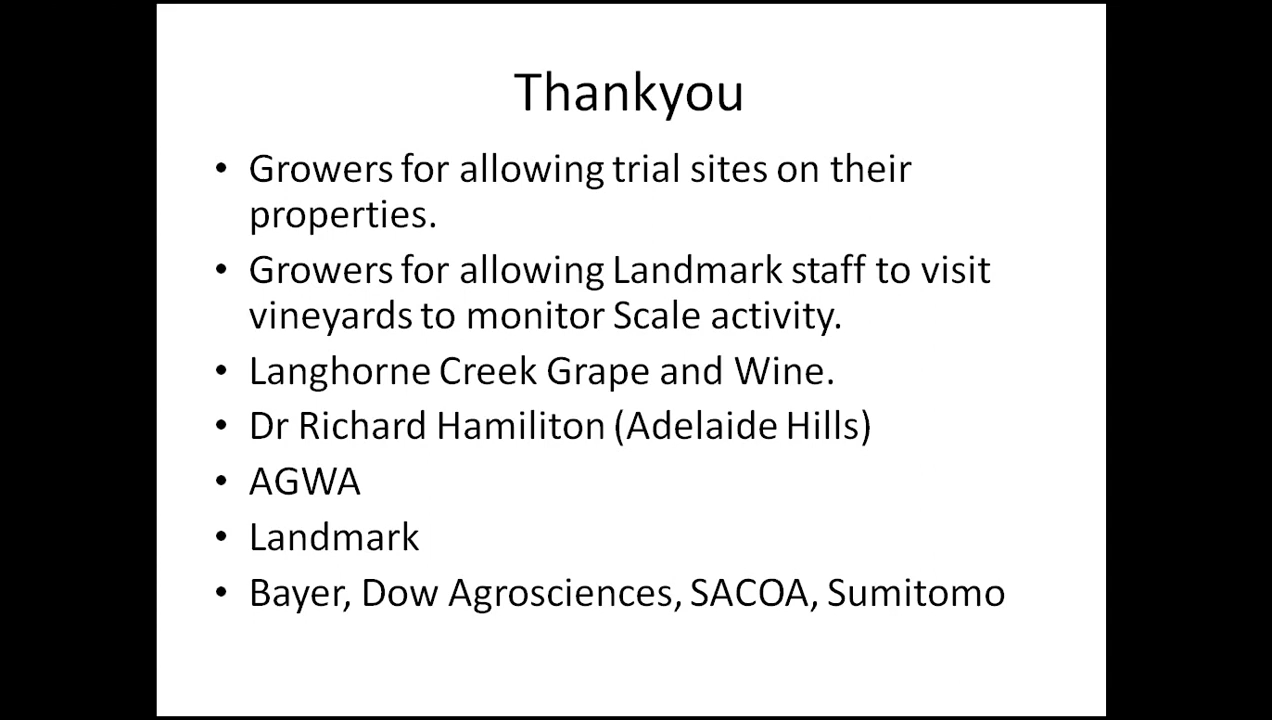 Thankyou
• Growers for allowing trial sites on their
properties.
• Growers for allowing Landmark staff to visit
vineyards to monitor Scale activity.
• Langhorne Creek Grape and Wine.
• Dr Richard Hamiliton (Adelaide Hills)
• AGWA
• Landmark
• Bayer, Dow Agrosciences, SACOA, Sumitomo